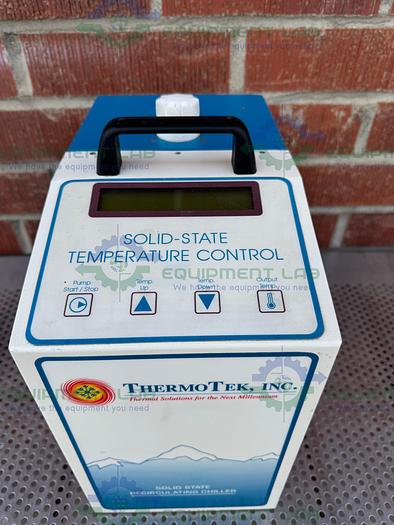 SOLID-STATE
TEMPERATURE CONTROL
Pump
Start / Stop
Temp.
Up
Temp.
Down
Output
Temp.
THERMOTEK, INC.
Thermal Solutions for the Next Millennium
SOLID STATE
RECIRCULATING CHILLER
EQUIPMENT LAB
We have the equipment you need